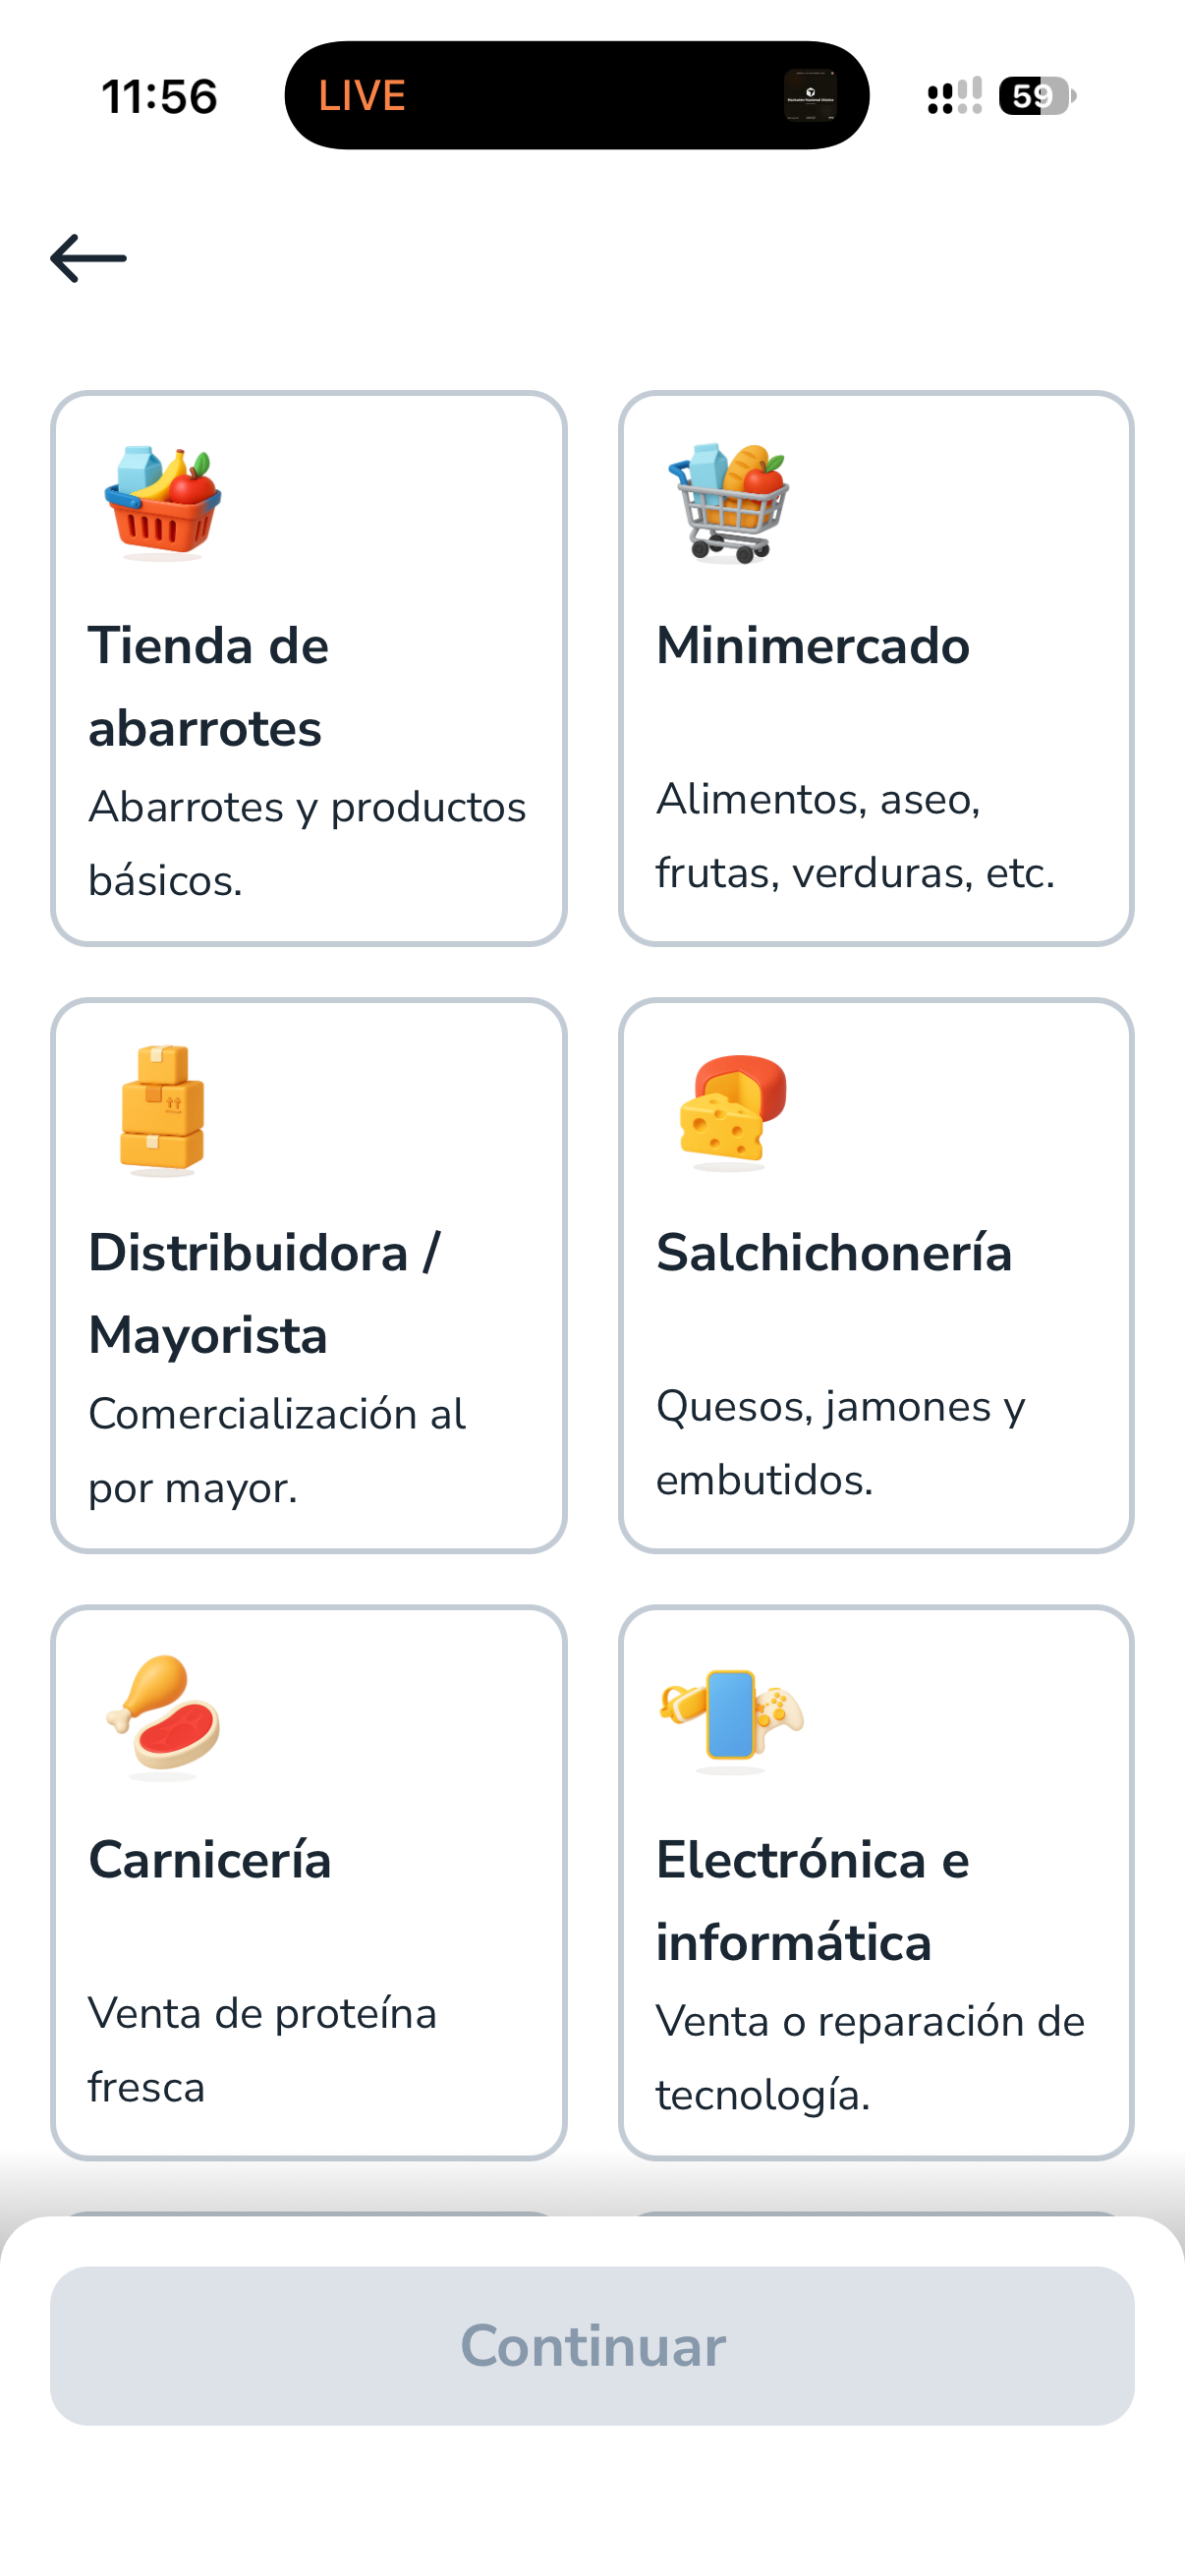 11:56
LIVE
59
Tienda de
abarrotes
Abarrotes y productos
básicos.
Minimercado
Alimentos, aseo,
frutas, verduras, etc.
Distribuidora /
Mayorista
Comercialización al
por mayor.
Salchichonería
Quesos, jamones y
embutidos.
Carnicería
Venta de proteína
fresca
Electrónica e
informática
Venta o reparación de
tecnología.
Continuar